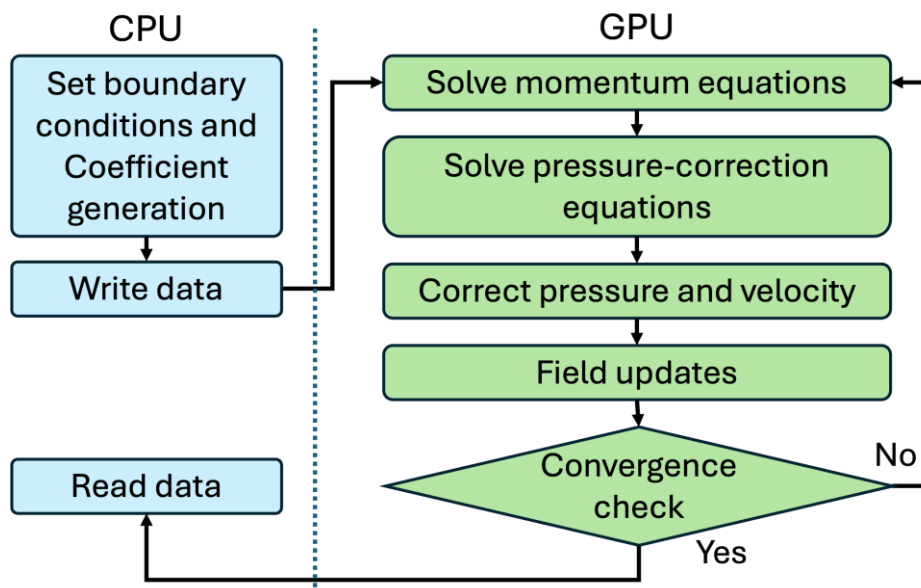 CPU
Set boundary
conditions and
Coefficient
generation
Write data
Read data
GPU
Solve momentum equations
Solve pressure-correction
equations
Correct pressure and velocity
Field updates
Convergence
check
No
Yes